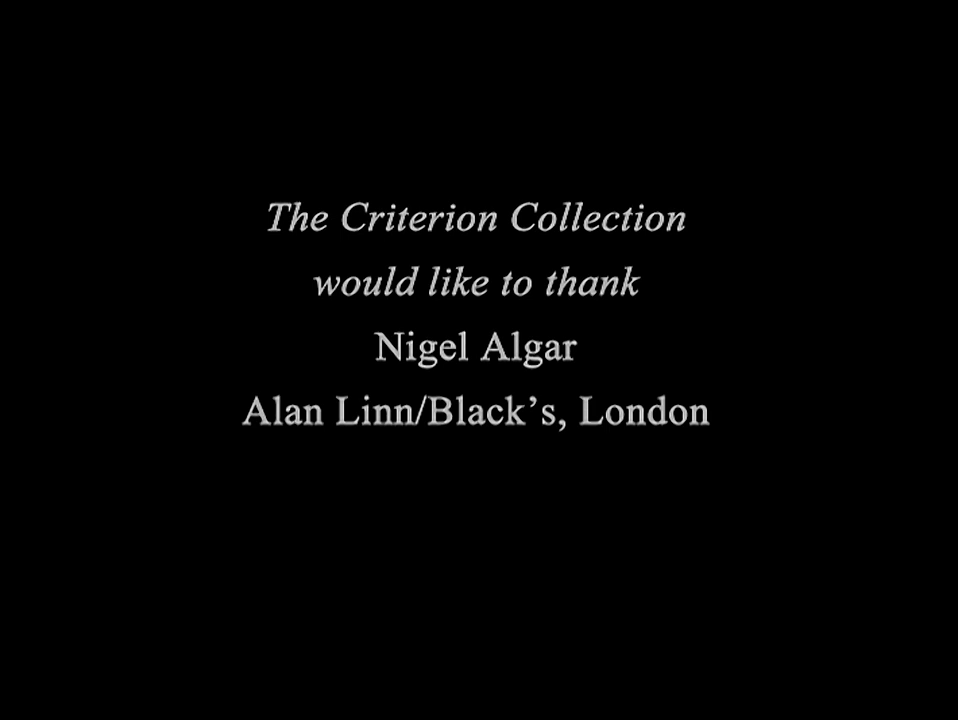 The Criterion Collection
would like to thank
Nigel Algar
Alan Linn/Black’s, London